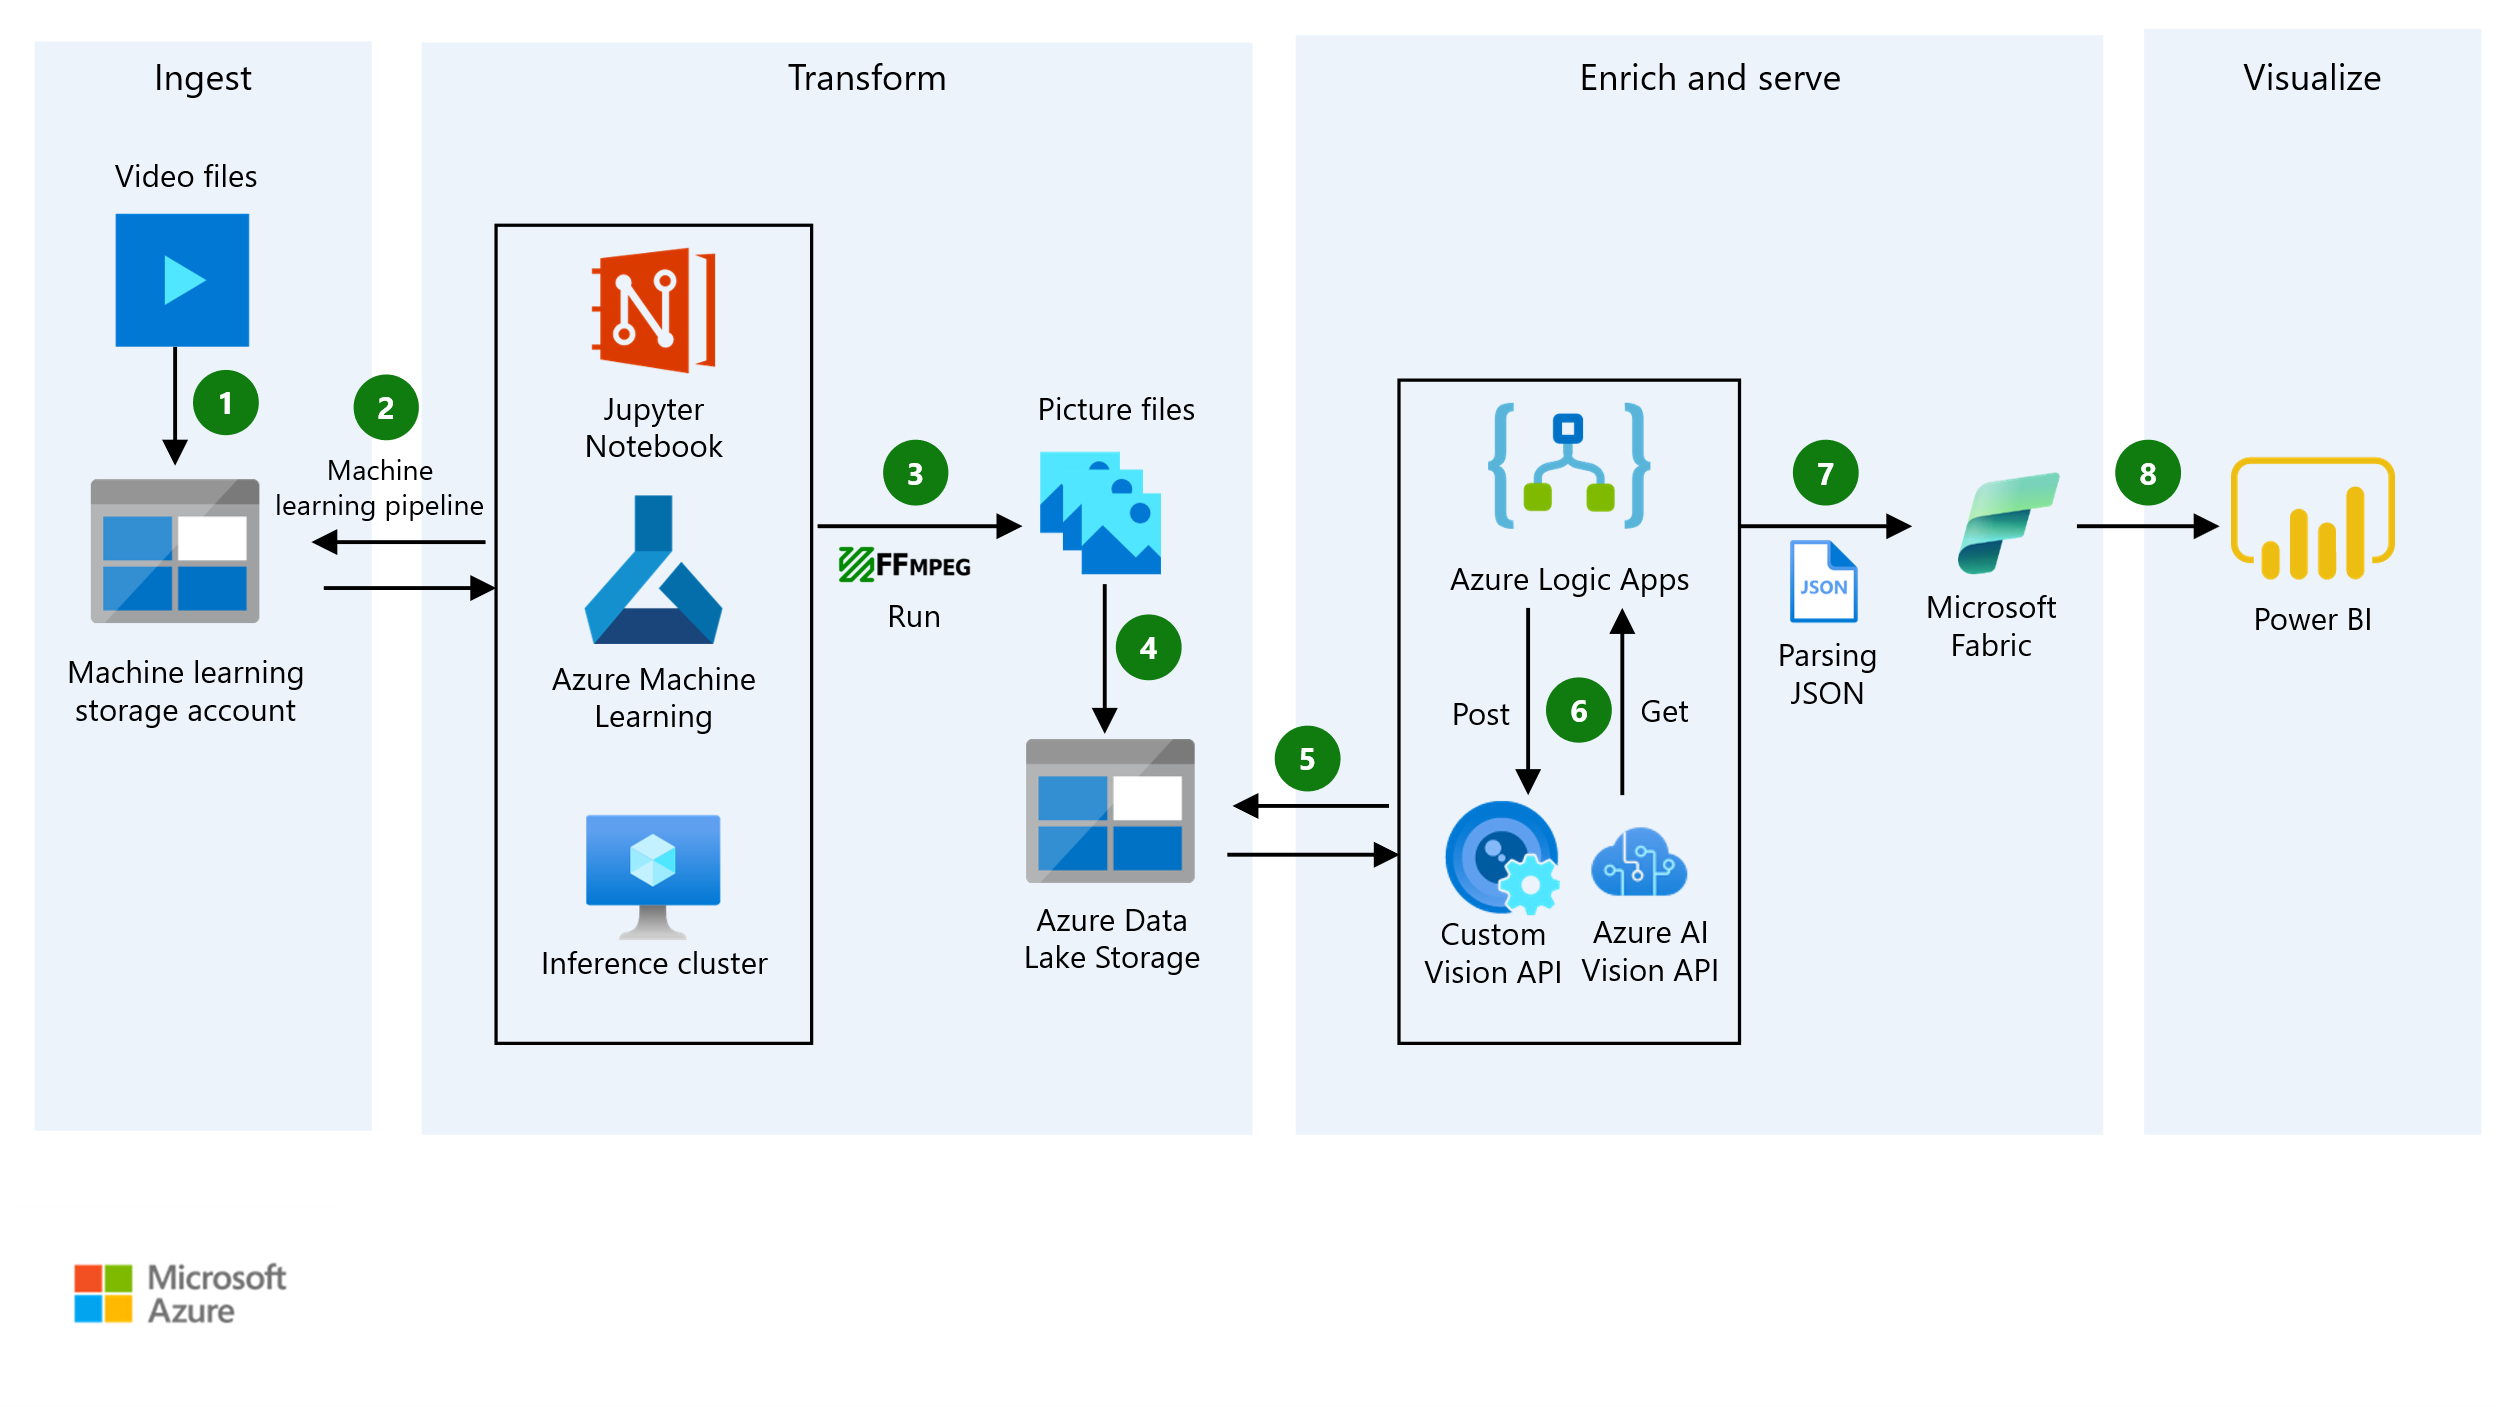 Ingest
Video files
1
Machine learning
storage account
2
Machine
learning pipeline
Transform
Jupyter
Notebook
Azure Machine
Learning
Inference cluster
3
FFMPEG
Run
Picture files
4
Azure Data
Lake Storage
5
Enrich and serve
Azure Logic Apps
Post
6
Get
Custom
Vision API
Azure AI
Vision API
7
JSON
Parsing
JSON
Microsoft
Fabric
8
Visualize
Power BI
Microsoft
Azure